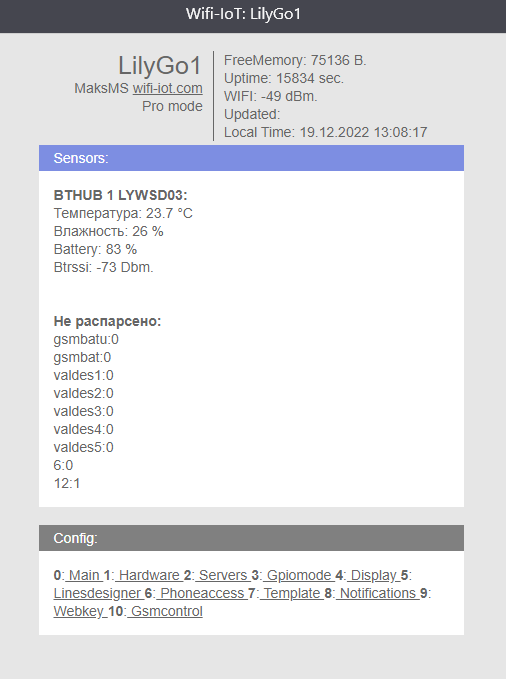 Wifi-IoT: LilyGo1
LilyGo1
MaksMS wifi-iot.com
Pro mode
FreeMemory: 75136 B.
Uptime: 15834 sec.
WIFI: -49 dBm.
Updated:
Local Time: 19.12.2022 13:08:17
Sensors:
BTHUB 1 LYWSD03:
Температура: 23.7 °C
Влажность: 26 %
Battery: 83 %
Btrssi: -73 Dbm.
Не распарсено:
gsmbatu:0
gsmbat:0
valdes1:0
valdes2:0
valdes3:0
valdes4:0
valdes5:0
6:0
12:1
Config:
0: Main 1: Hardware 2: Servers 3: Gpiomode 4: Display 5:
Linesdesigner 6: Phoneaccess 7: Template 8: Notifications 9:
Webkey 10: Gsmcontrol